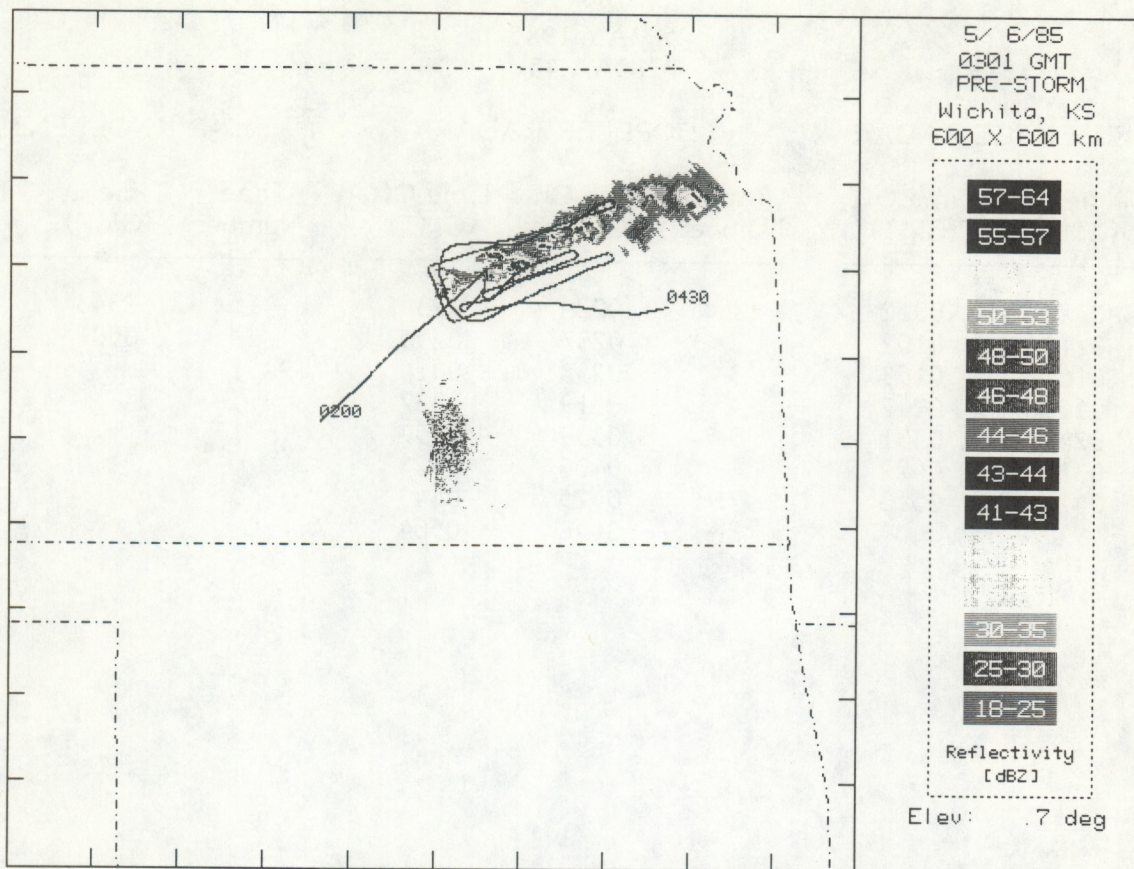 5/ 6/85
0301 GMT
PRE-STORM
Wichita, KS
600 X 600 km
57-64
55-57
50-53
48-50
46-48
44-46
43-44
41-43
30-35
25-30
18-25
Reflectivity
[dBZ]
Elev: .7 deg
0430
0200